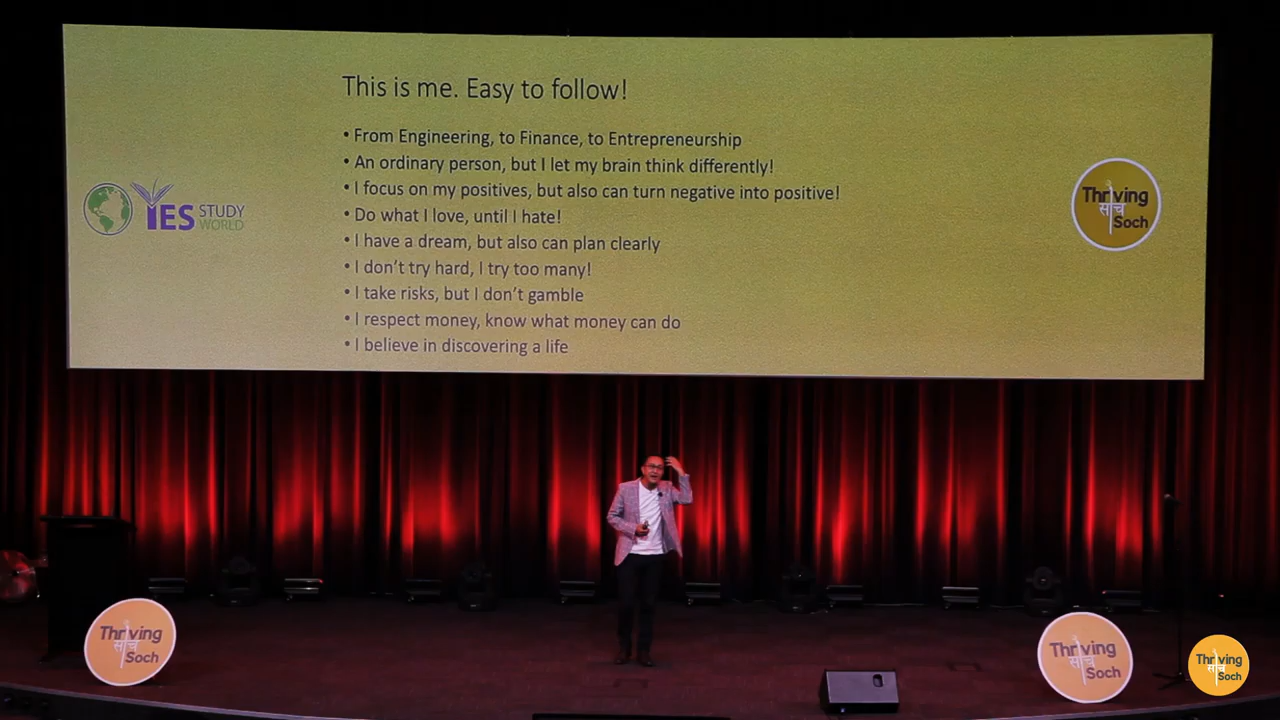 This is me. Easy to follow!
• From Engineering, to Finance, to Entrepreneurship
• An ordinary person, but I let my brain think differently!
• I focus on my positives, but also can turn negative into positive!
• Do what I love, until I hate!
• I have a dream, but also can plan clearly
• I don't try hard, I try too many!
• I take risks, but I don't gamble
• I respect money, know what money can do
• I believe in discovering a life
YES STUDY
WORLD
Thriving
सोच
Soch
Thriving
सोच
Soch
Thriving
सोच
Soch
Thriving
सोच
Soch